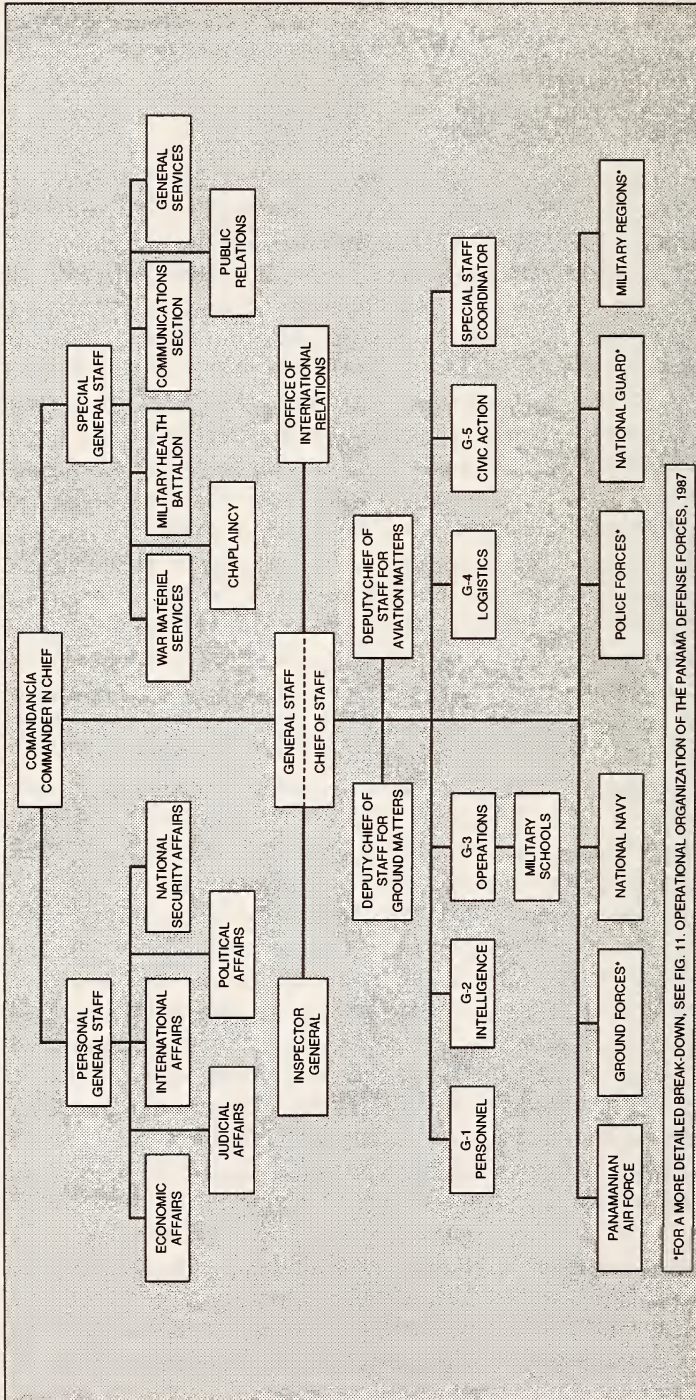 COMANDANCÍA
COMMANDER IN CHIEF
PERSONAL
GENERAL STAFF
SPECIAL
GENERAL STAFF
ECONOMIC
AFFAIRS
INTERNATIONAL
AFFAIRS
NATIONAL
SECURITY AFFAIRS
JUDICIAL
AFFAIRS
POLITICAL
AFFAIRS
WAR MATÉRIEL
SERVICES
MILITARY HEALTH
BATTALION
COMMUNICATIONS
SECTION
GENERAL
SERVICES
CHAPLAINCY
PUBLIC
RELATIONS
INSPECTOR
GENERAL
GENERAL STAFF
CHIEF OF STAFF
OFFICE OF
INTERNATIONAL
RELATIONS
DEPUTY CHIEF OF
STAFF FOR
GROUND MATTERS
DEPUTY CHIEF OF
STAFF FOR
AVIATION MATTERS
G-1
PERSONNEL
G-2
INTELLIGENCE
G-3
OPERATIONS
G-4
LOGISTICS
G-5
CIVIC ACTION
SPECIAL STAFF
COORDINATOR
MILITARY
SCHOOLS
PANAMANIAN
AIR FORCE
GROUND FORCES*
NATIONAL NAVY
POLICE FORCES*
NATIONAL GUARD*
MILITARY REGIONS*
*FOR A MORE DETAILED BREAK-DOWN, SEE FIG. 11. OPERATIONAL ORGANIZATION OF THE PANAMA DEFENSE FORCES, 1987